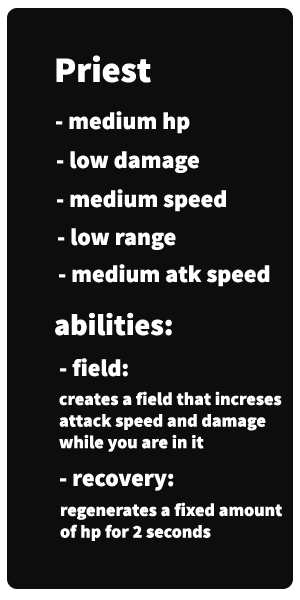 Priest
- medium hp
- low damage
- medium speed
- low range
- medium atk speed
abilities:
- field:
creates a field that increses
attack speed and damage
while you are in it
- recovery:
regenerates a fixed amount
of hp for 2 seconds